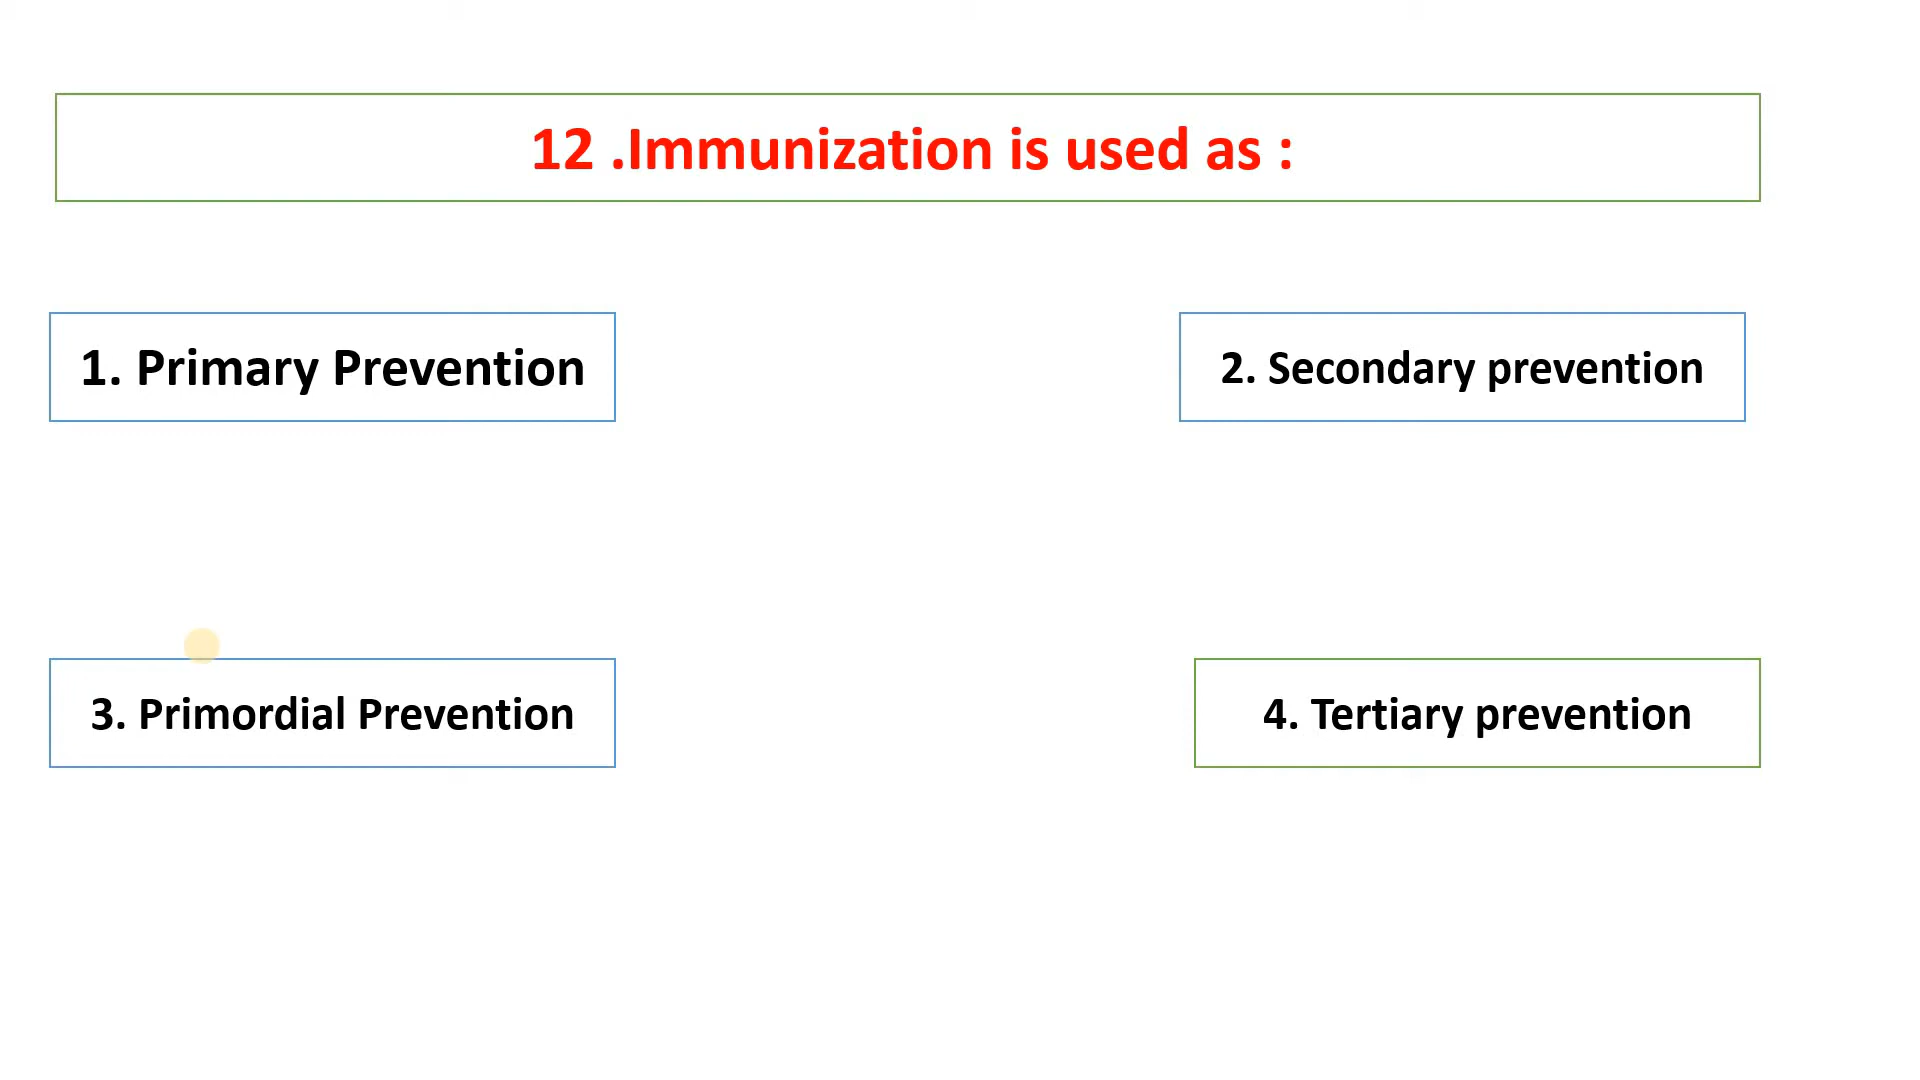 12 .Immunization is used as :
1. Primary Prevention
2. Secondary prevention
3. Primordial Prevention
4. Tertiary prevention